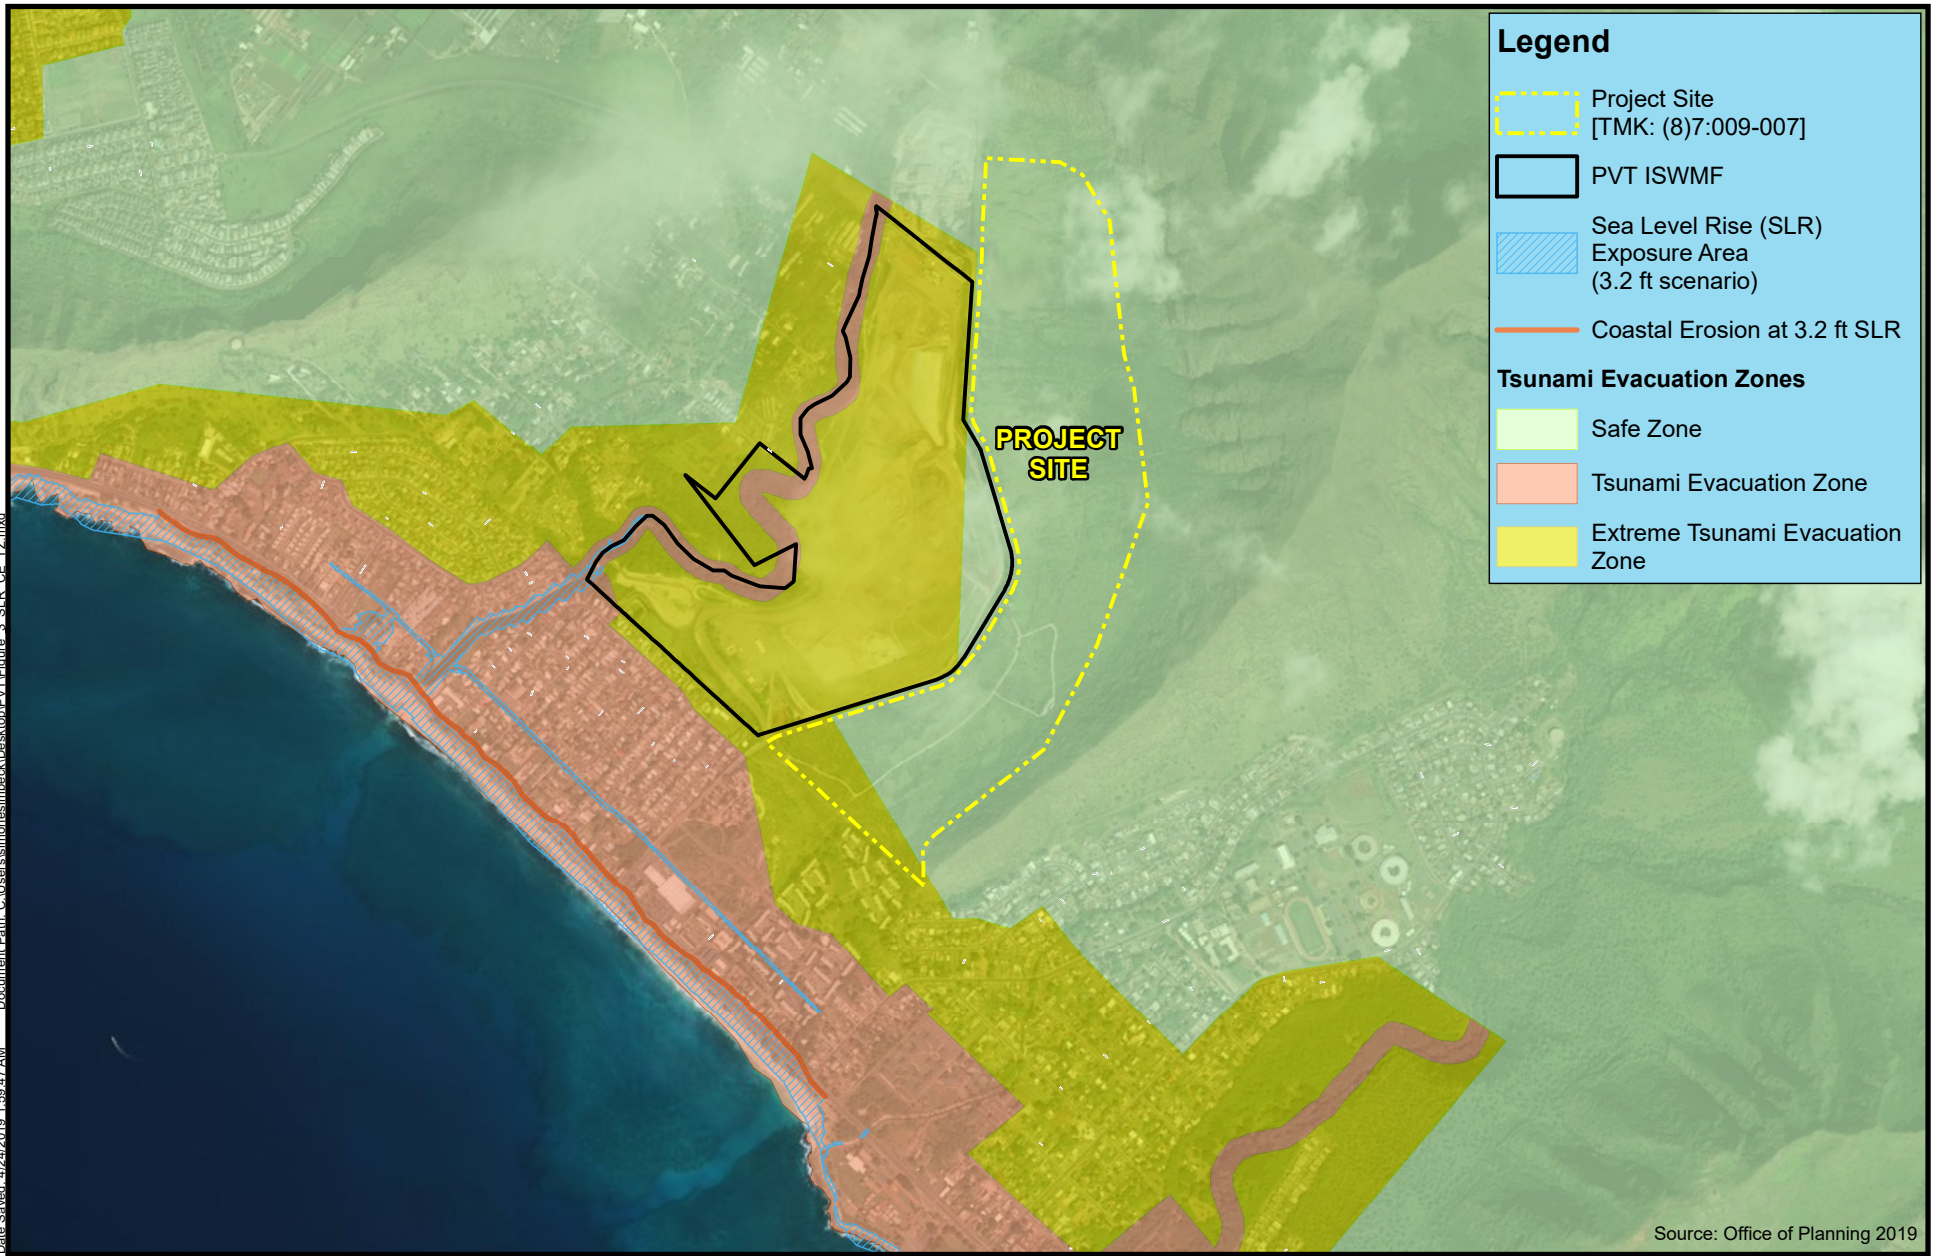 Legend
Project Site
[TMK: (8)7:009-007]
PVT ISWMF
Sea Level Rise (SLR)
Exposure Area
(3.2 ft scenario)
Coastal Erosion at 3.2 ft SLR
Tsunami Evacuation Zones
Safe Zone
Tsunami Evacuation Zone
Extreme Tsunami Evacuation
Zone
PROJECT
SITE
Source: Office of Planning 2019